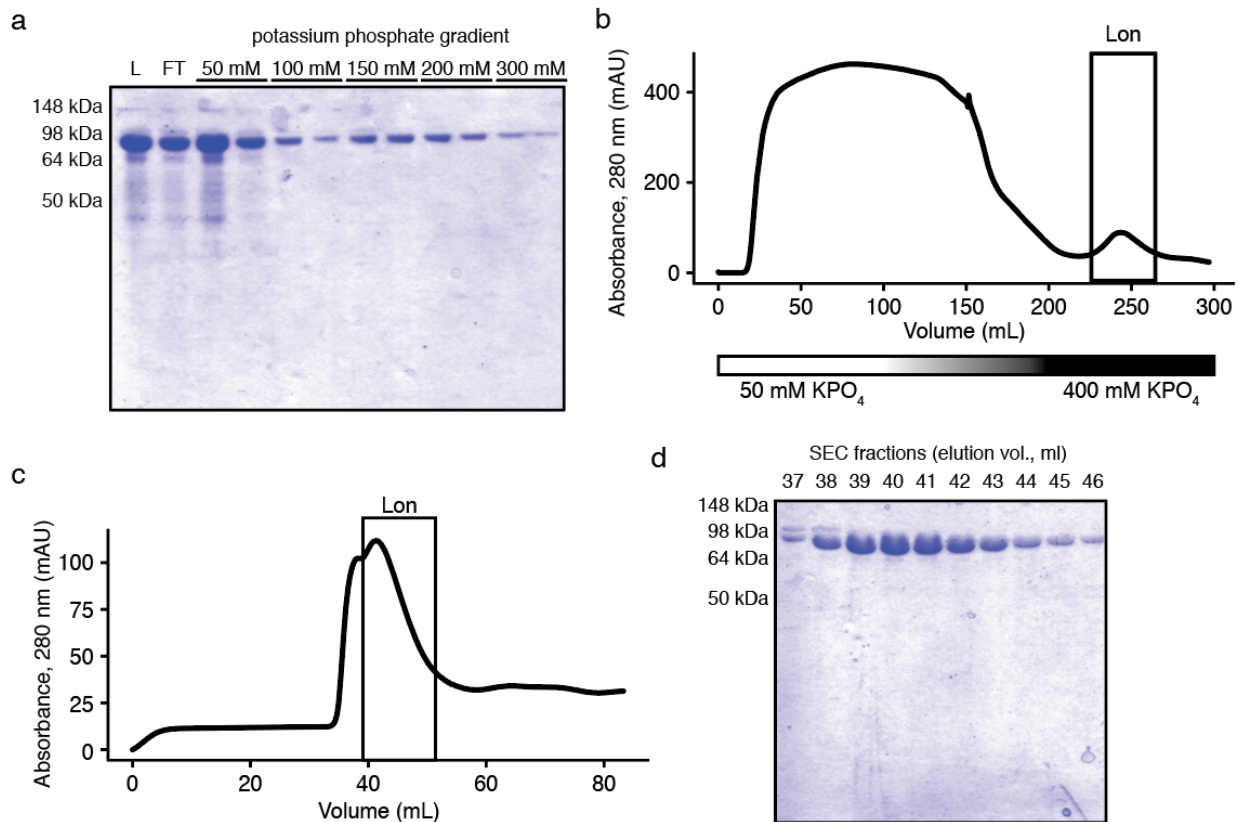 a
potassium phosphate gradient
L FT 50 mM 100 mM 150 mM 200 mM 300 mM
148 kDa
98 kDa
64 kDa
50 kDa
b
Lon
Absorbance, 280 nm (mAU)
400
200
0
0 50 100 150 200 250 300
Volume (mL)
50 mM KPO4 400 mM KPO4
c
Lon
Absorbance, 280 nm (mAU)
100
75
50
25
0
0 20 40 60 80
Volume (mL)
d
SEC fractions (elution vol., ml)
37 38 39 40 41 42 43 44 45 46
148 kDa
98 kDa
64 kDa
50 kDa